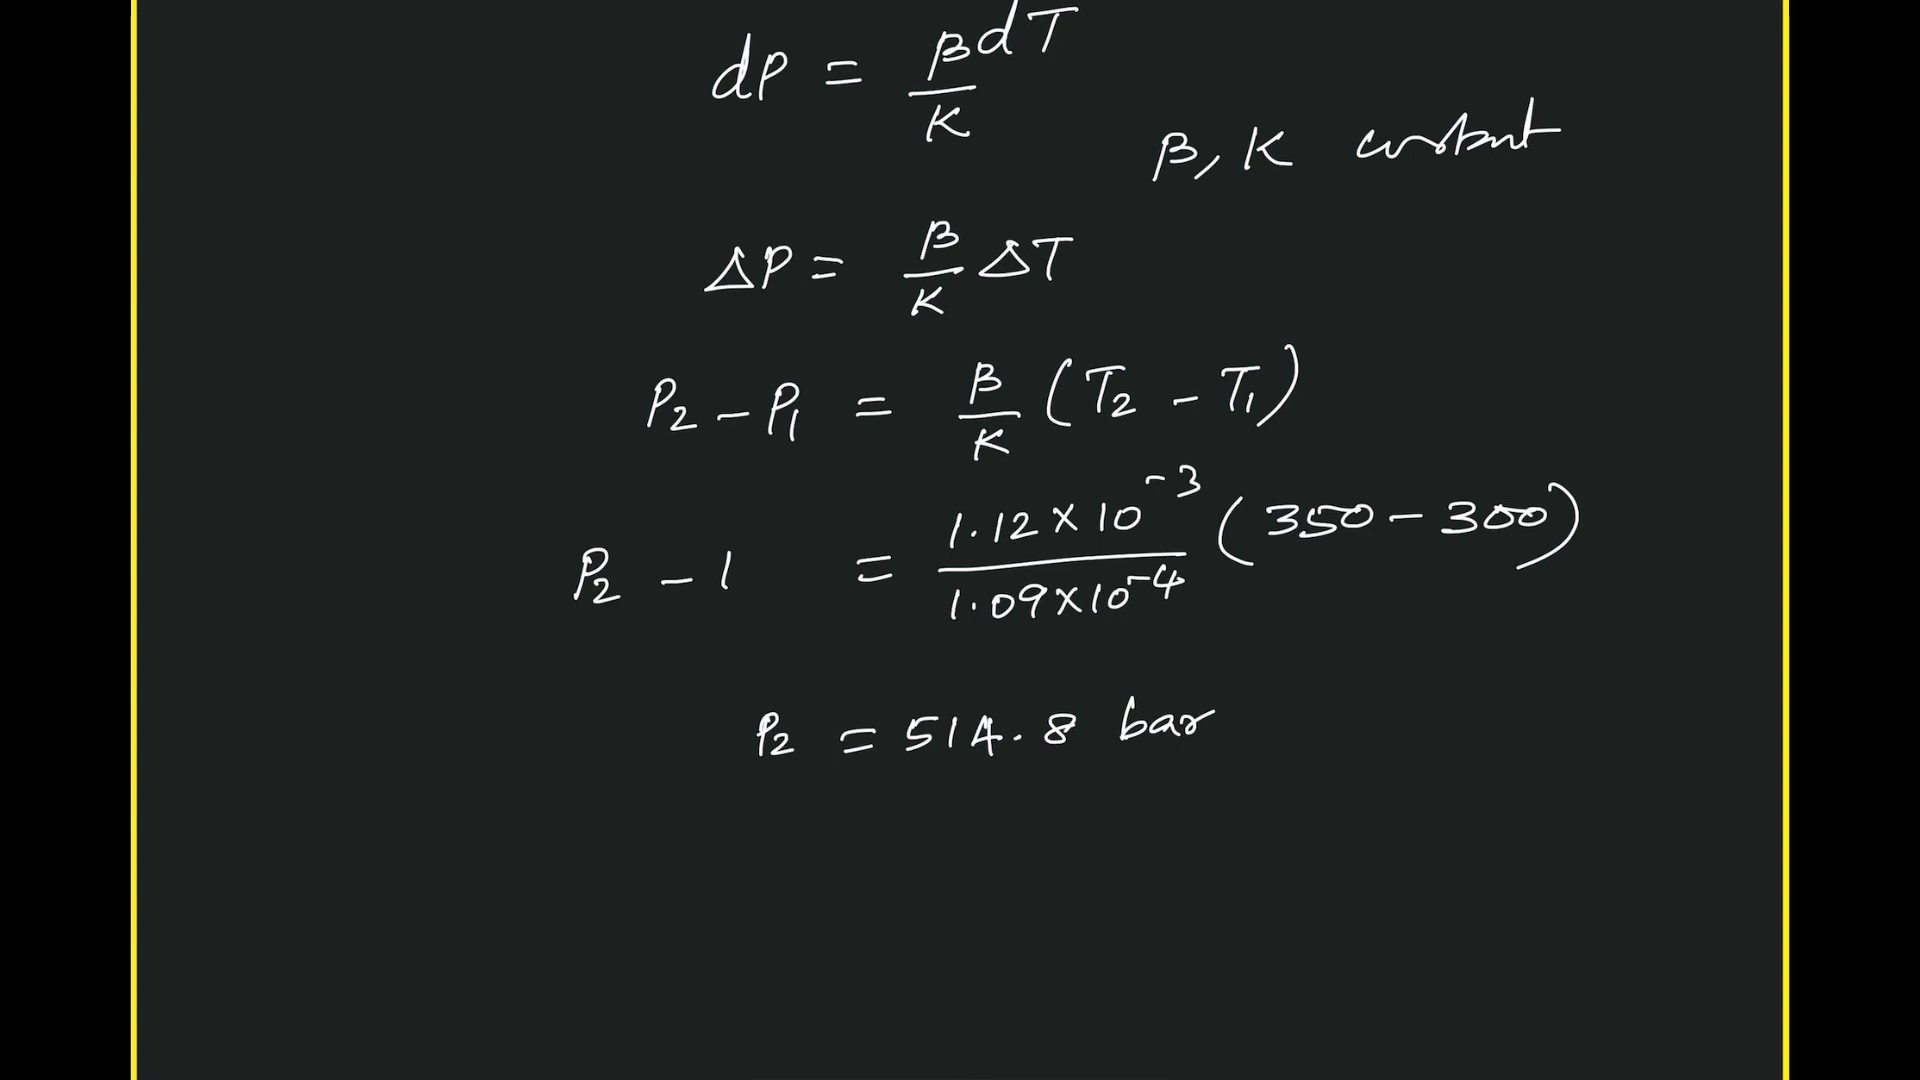 dP = β/κ dT
β, κ constant
ΔP = β/κ ΔT
P₂ - P₁ = β/κ (T₂ - T₁)
P₂ - 1 = 1.12 × 10⁻³ / 1.09 × 10⁻⁴ (350 - 300)
P₂ = 514.8 bar